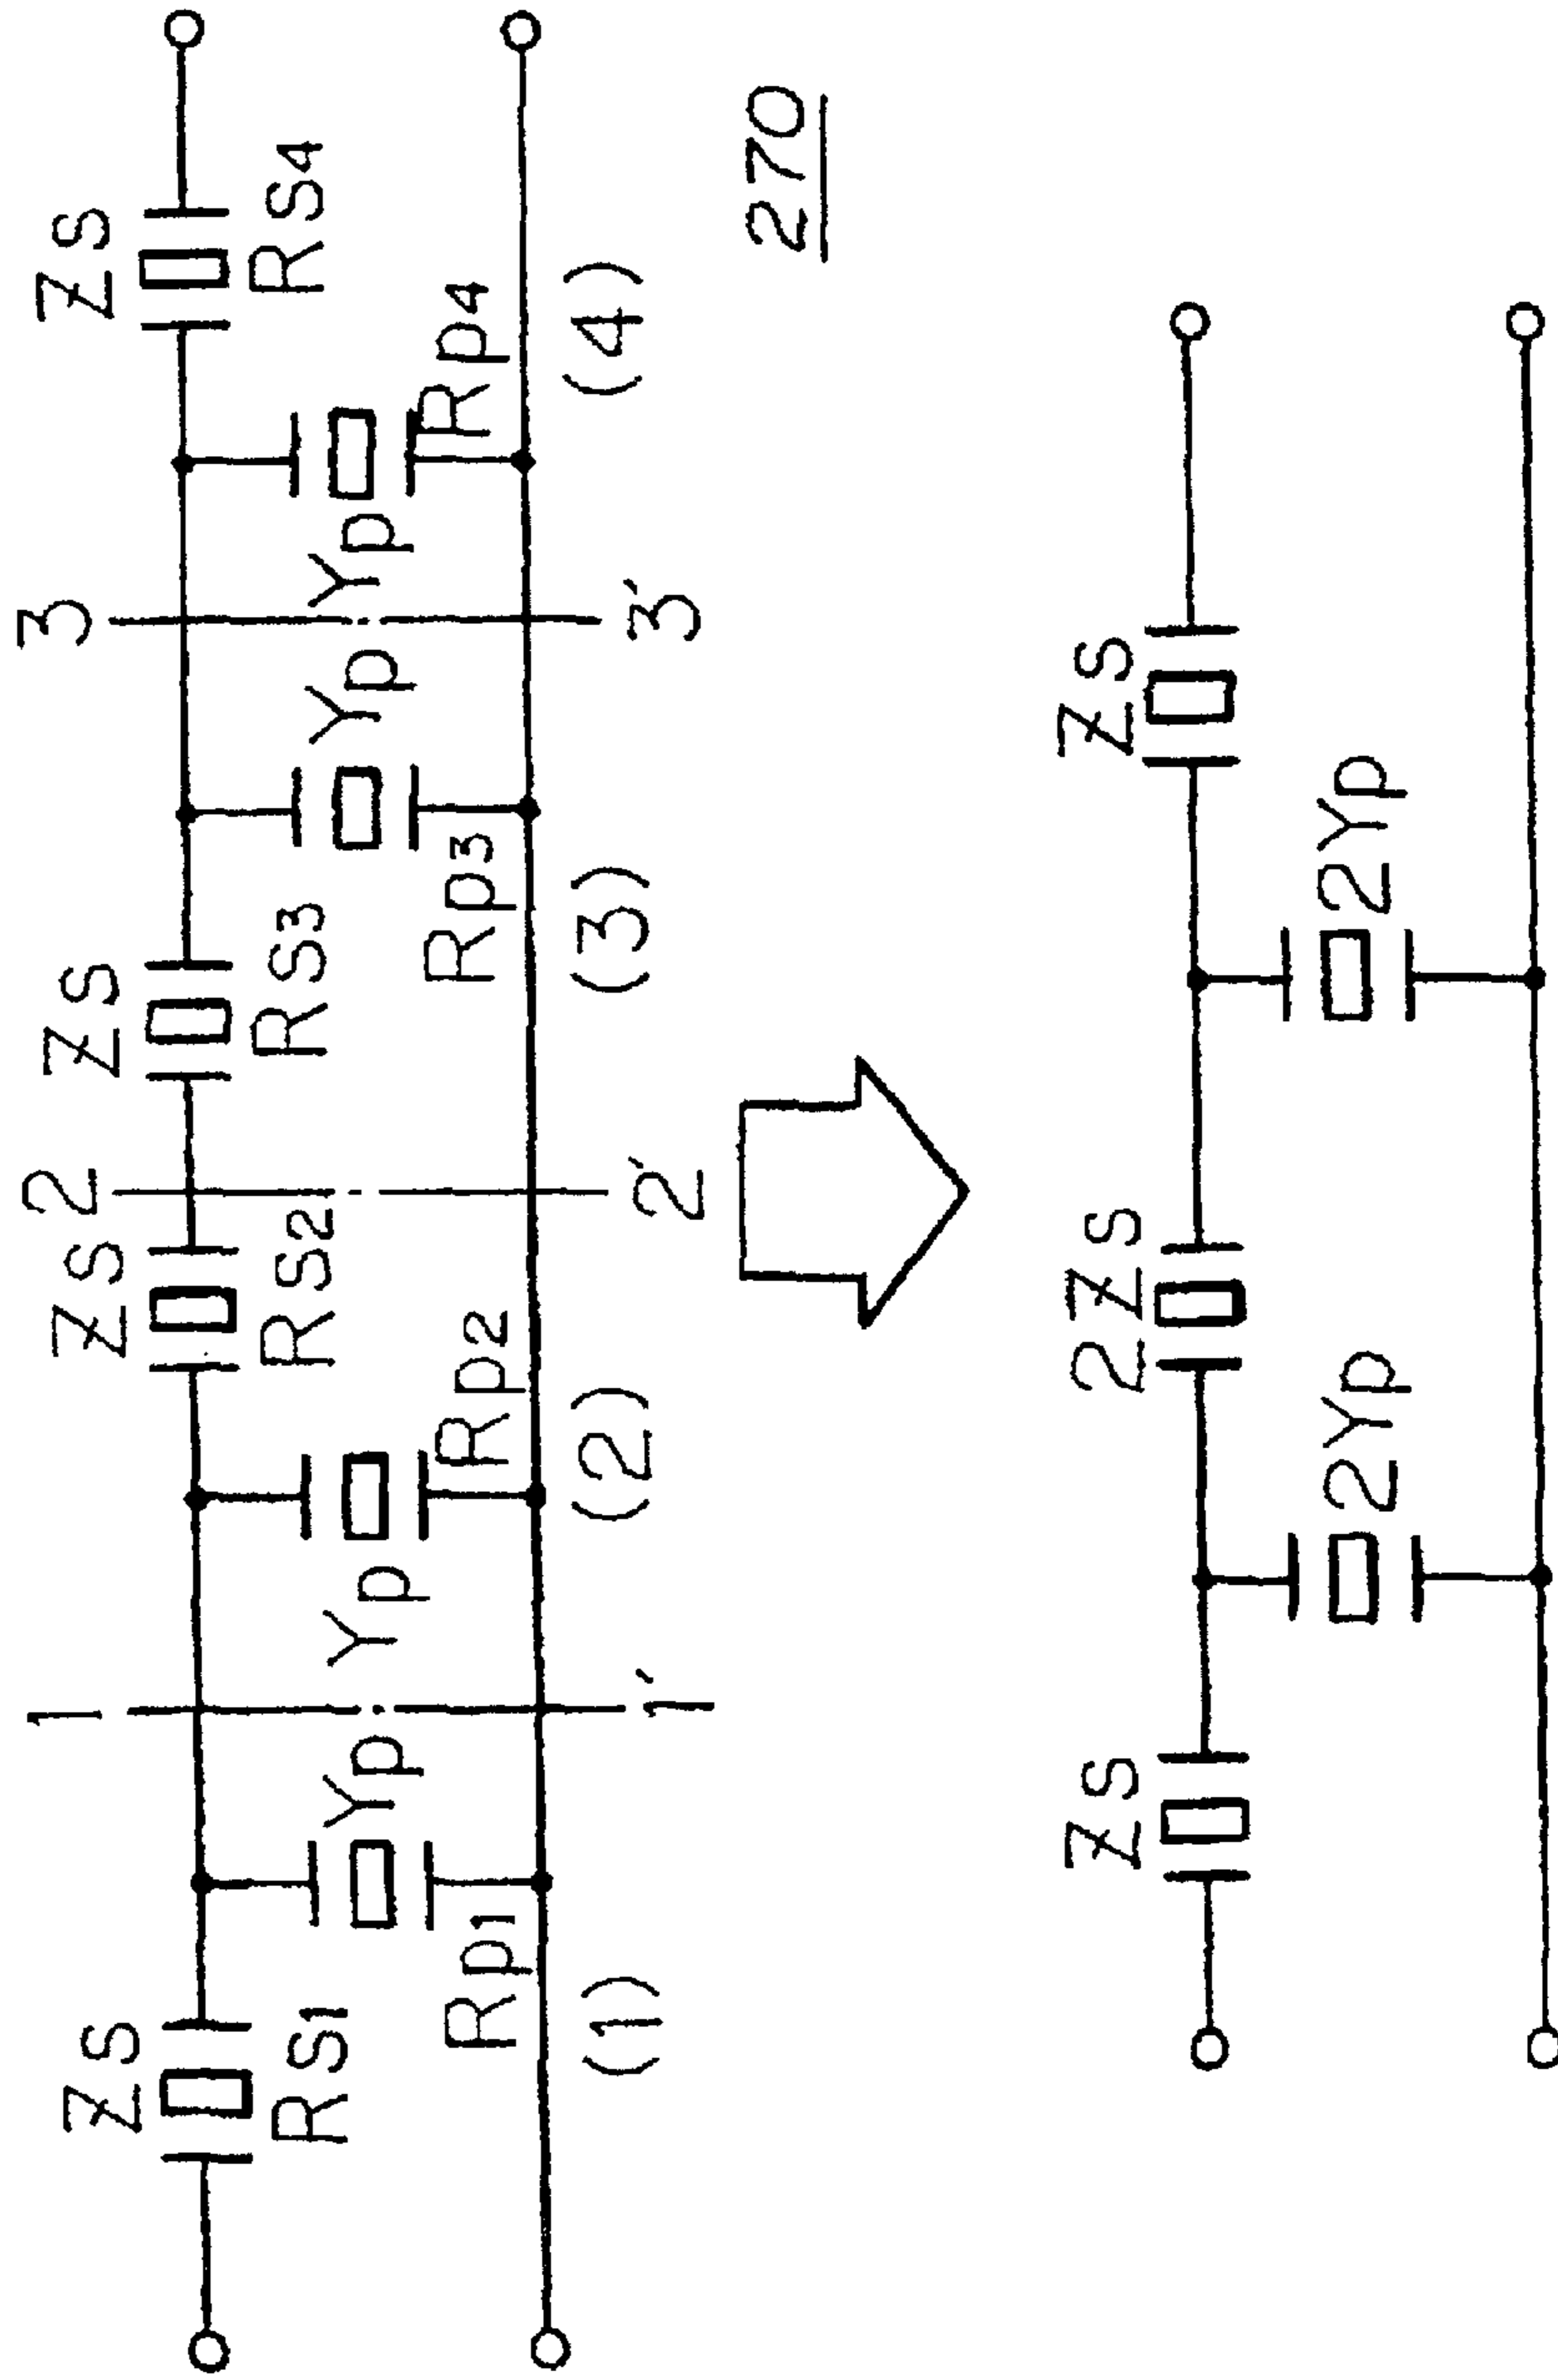 1 2 3
ZS ZS ZS ZS
RS1 RS2 RS3 RS4
Yp Yp Yp Yp
Rp1 Rp2 Rp3 Rp4
(1) (2) (3) (4)
1' 2' 3'
270
ZS 2ZS ZS
2Yp 2Yp